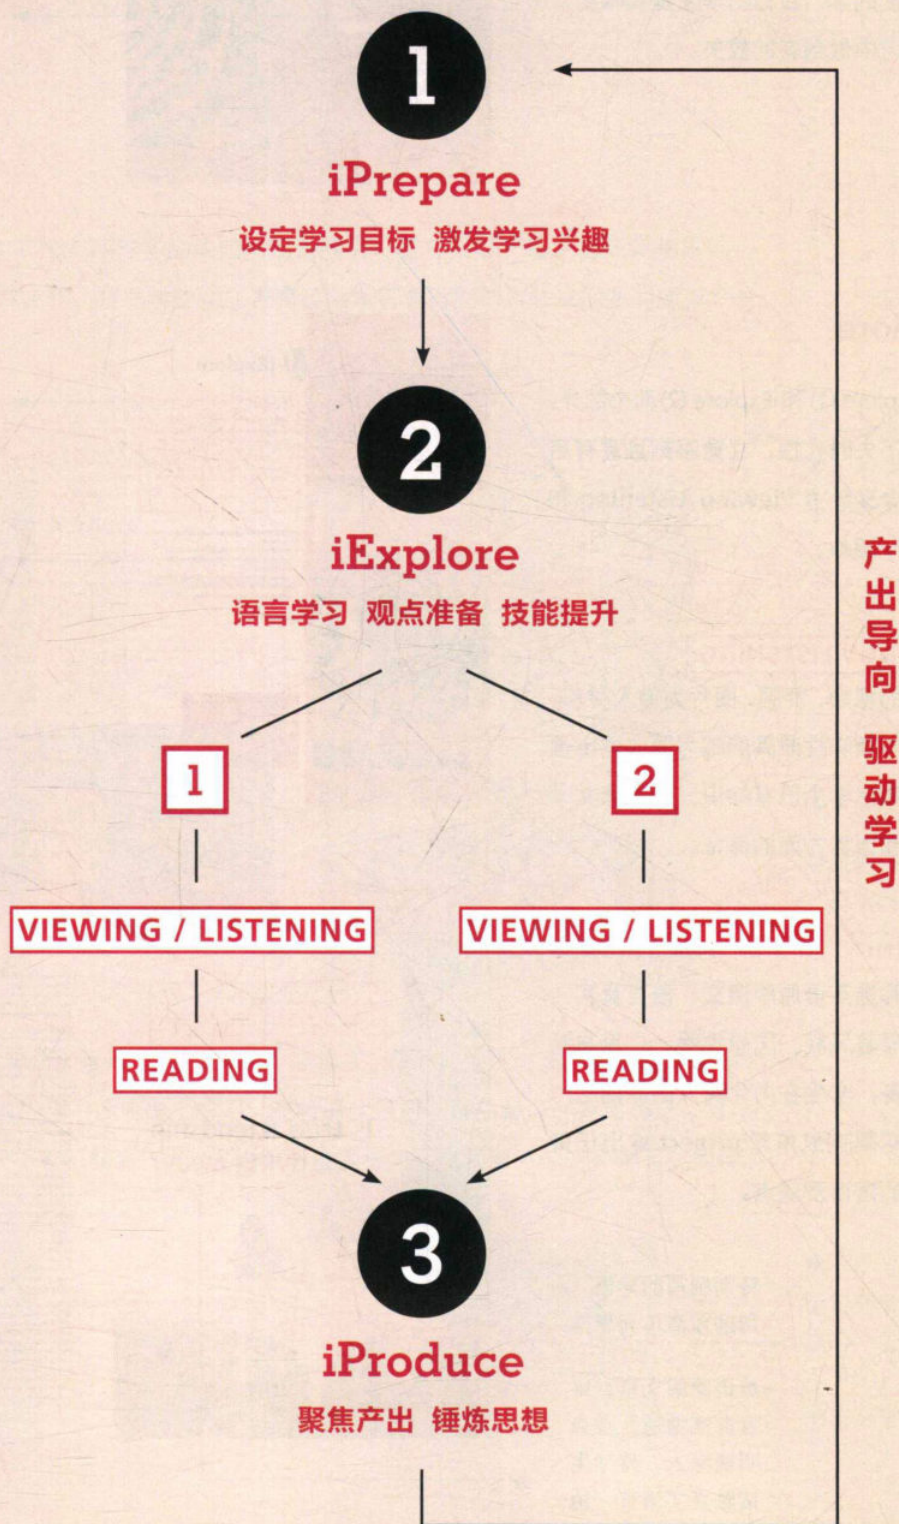 1
iPrepare
设定学习目标 激发学习兴趣
2
iExplore
语言学习 观点准备 技能提升
1
2
VIEWING / LISTENING
VIEWING / LISTENING
READING
READING
3
iProduce
聚焦产出 锤炼思想
产出导向 驱动学习